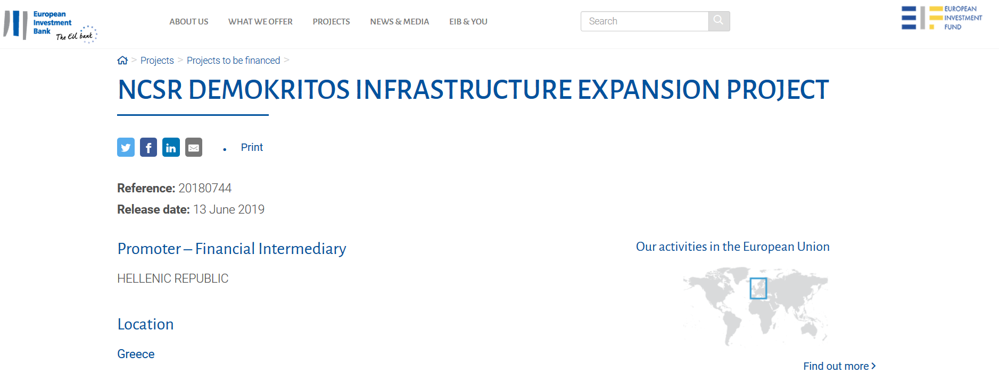 European
Investment
Bank
The EU bank
ABOUT US
WHAT WE OFFER
PROJECTS
NEWS & MEDIA
EIB & YOU
Search
EUROPEAN
INVESTMENT
FUND
> Projects > Projects to be financed >
NCSR DEMOKRITOS INFRASTRUCTURE EXPANSION PROJECT
• Print
Reference: 20180744
Release date: 13 June 2019
Promoter – Financial Intermediary
HELLENIC REPUBLIC
Location
Greece
Our activities in the European Union
Find out more >